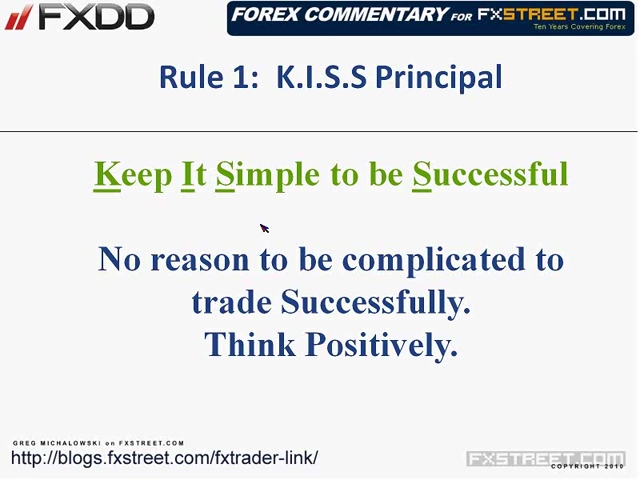 FXDD
FOREX COMMENTARY FOR FXSTREET.COM
Ten Years Covering Forex
Rule 1: K.I.S.S Principal
Keep It Simple to be Successful
No reason to be complicated to
trade Successfully.
Think Positively.
GREG MICHALOWSKI on FXSTREET.COM
http://blogs.fxstreet.com/fxtrader-link/
FXSTREET.COM
COPYRIGHT 2010